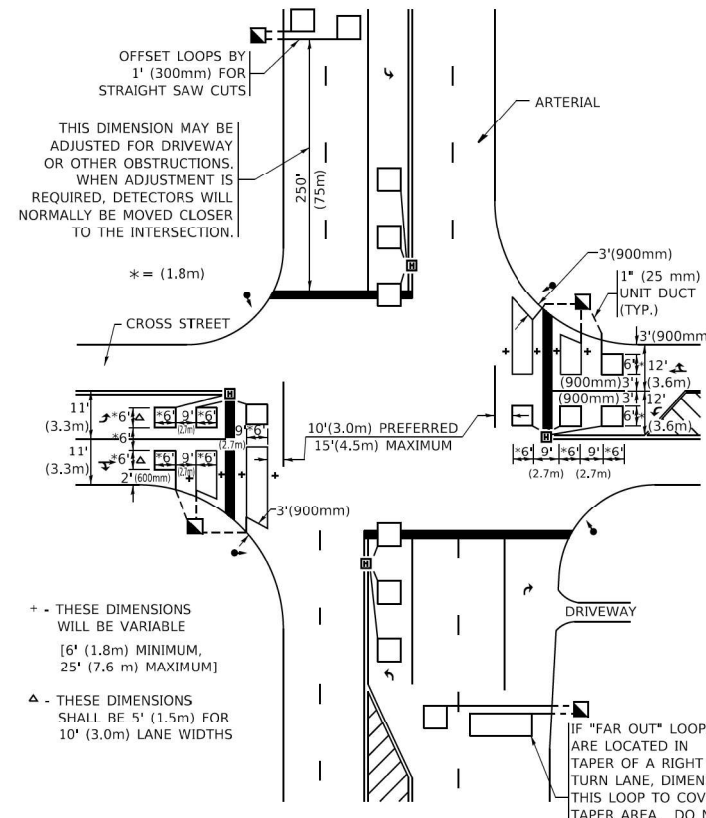 OFFSET LOOPS BY
1' (300mm) FOR
STRAIGHT SAW CUTS
THIS DIMENSION MAY BE
ADJUSTED FOR DRIVEWAY
OR OTHER OBSTRUCTIONS.
WHEN ADJUSTMENT IS
REQUIRED, DETECTORS WILL
NORMALLY BE MOVED CLOSER
TO THE INTERSECTION.
250'
(75m)
ARTERIAL
* = (1.8m)
CROSS STREET
3'(900mm)
1" (25 mm)
UNIT DUCT
(TYP.)
3'(900mm
H
+ + + +
6'* 12'
(900mm)3' (3.6m)
(900mm)3' 12'
6'* (3.6m)
H
*6' 9' *6' 9' *6'
(2.7m) (2.7m)
H
11'
(3.3m)
*6' Δ *6' 9' *6'
(2.7m)
*6'
9' *6'
(2.7m)
11'
(3.3m)
*6' Δ *6' 9' *6'
(2.7m)
2' (600mm) + + +
10'(3.0m) PREFERRED
15'(4.5m) MAXIMUM
3'(900mm)
H
+ - THESE DIMENSIONS
WILL BE VARIABLE
[6' (1.8m) MINIMUM,
25' (7.6 m) MAXIMUM]
Δ - THESE DIMENSIONS
SHALL BE 5' (1.5m) FOR
10' (3.0m) LANE WIDTHS
DRIVEWAY
IF "FAR OUT" LOOP
ARE LOCATED IN
TAPER OF A RIGHT
TURN LANE, DIMEN
THIS LOOP TO COV
TAPER AREA. DO N